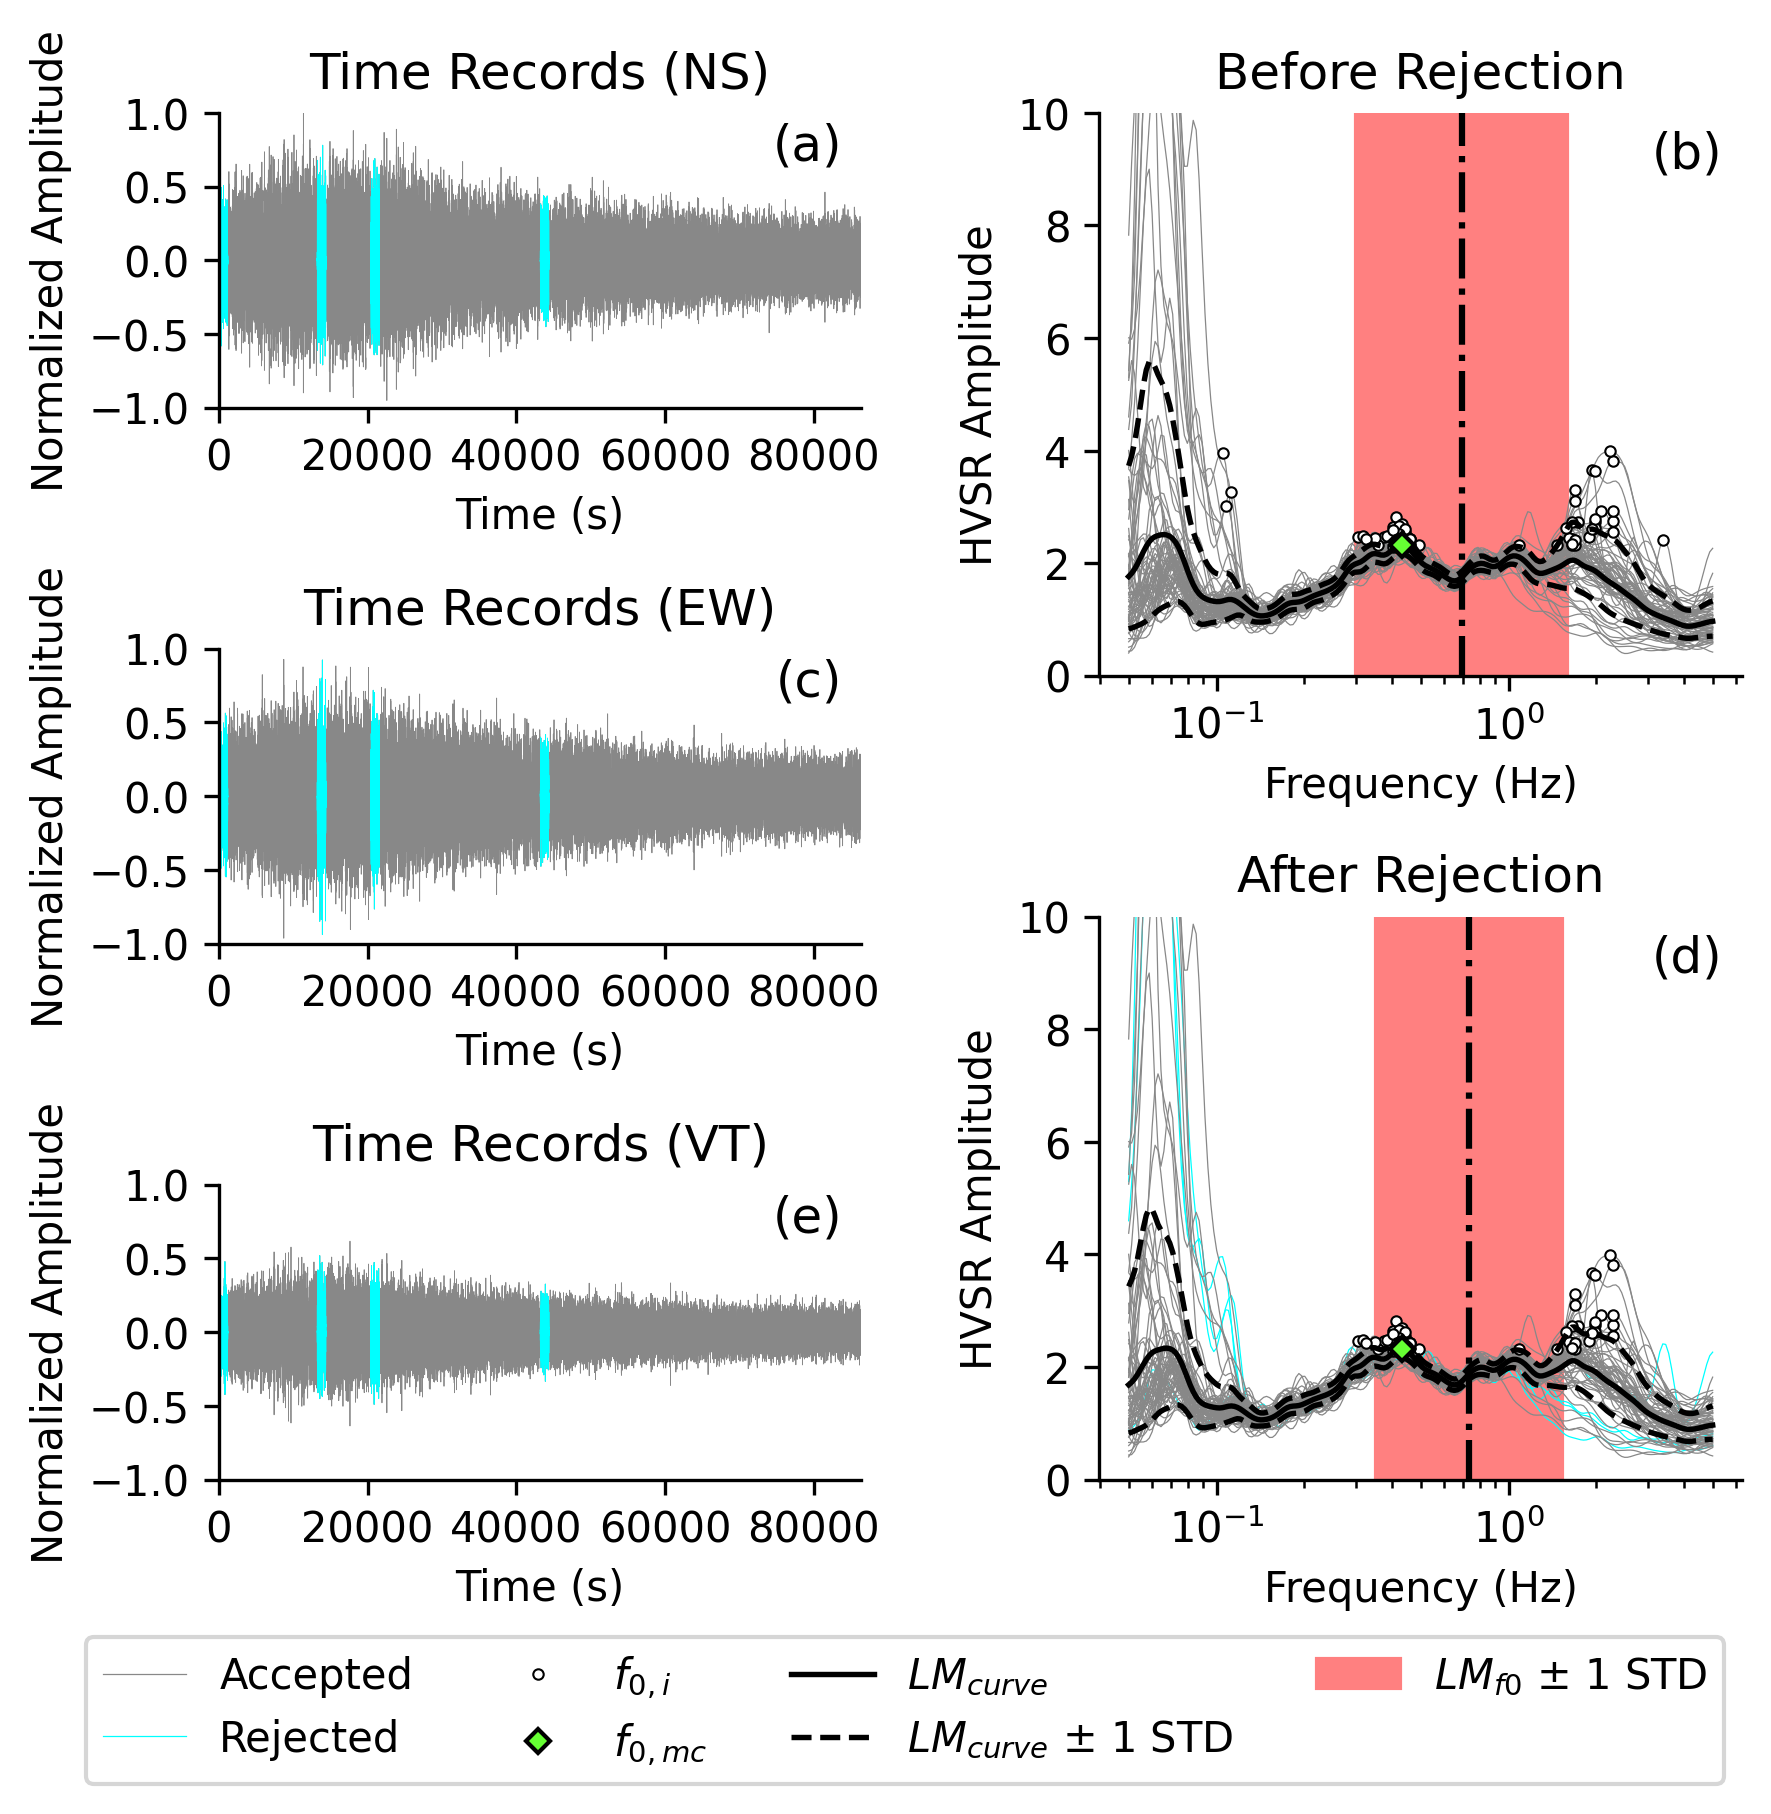 Time Records (NS)
(a)
Normalized Amplitude
1.0
0.5
0.0
−0.5
−1.0
0 20000 40000 60000 80000
Time (s)
Before Rejection
(b)
HVSR Amplitude
10
8
6
4
2
0
10⁻¹ 10⁰
Frequency (Hz)
Time Records (EW)
(c)
Normalized Amplitude
1.0
0.5
0.0
−0.5
−1.0
0 20000 40000 60000 80000
Time (s)
After Rejection
(d)
HVSR Amplitude
10
8
6
4
2
0
10⁻¹ 10⁰
Frequency (Hz)
Time Records (VT)
(e)
Normalized Amplitude
1.0
0.5
0.0
−0.5
−1.0
0 20000 40000 60000 80000
Time (s)
Accepted
Rejected
f0,i
f0,mc
LMcurve
LMcurve ± 1 STD
LMf0 ± 1 STD